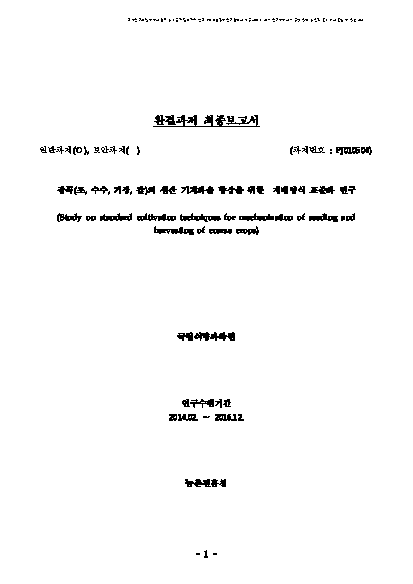 완결과제 최종보고서
일반과제(O), 보안과제( )
(과제번호 : PJ010504)
잡곡(조, 수수, 기장, 팥)의 생산 기계화율 향상을 위한 재배양식 표준화 연구
(Study on standard cultivation techniques for mechanization of seeding and
harvesting of coarse crops)
국립식량과학원
연구수행기간
2014.02. ~ 2016.12.
농촌진흥청
- 1 -